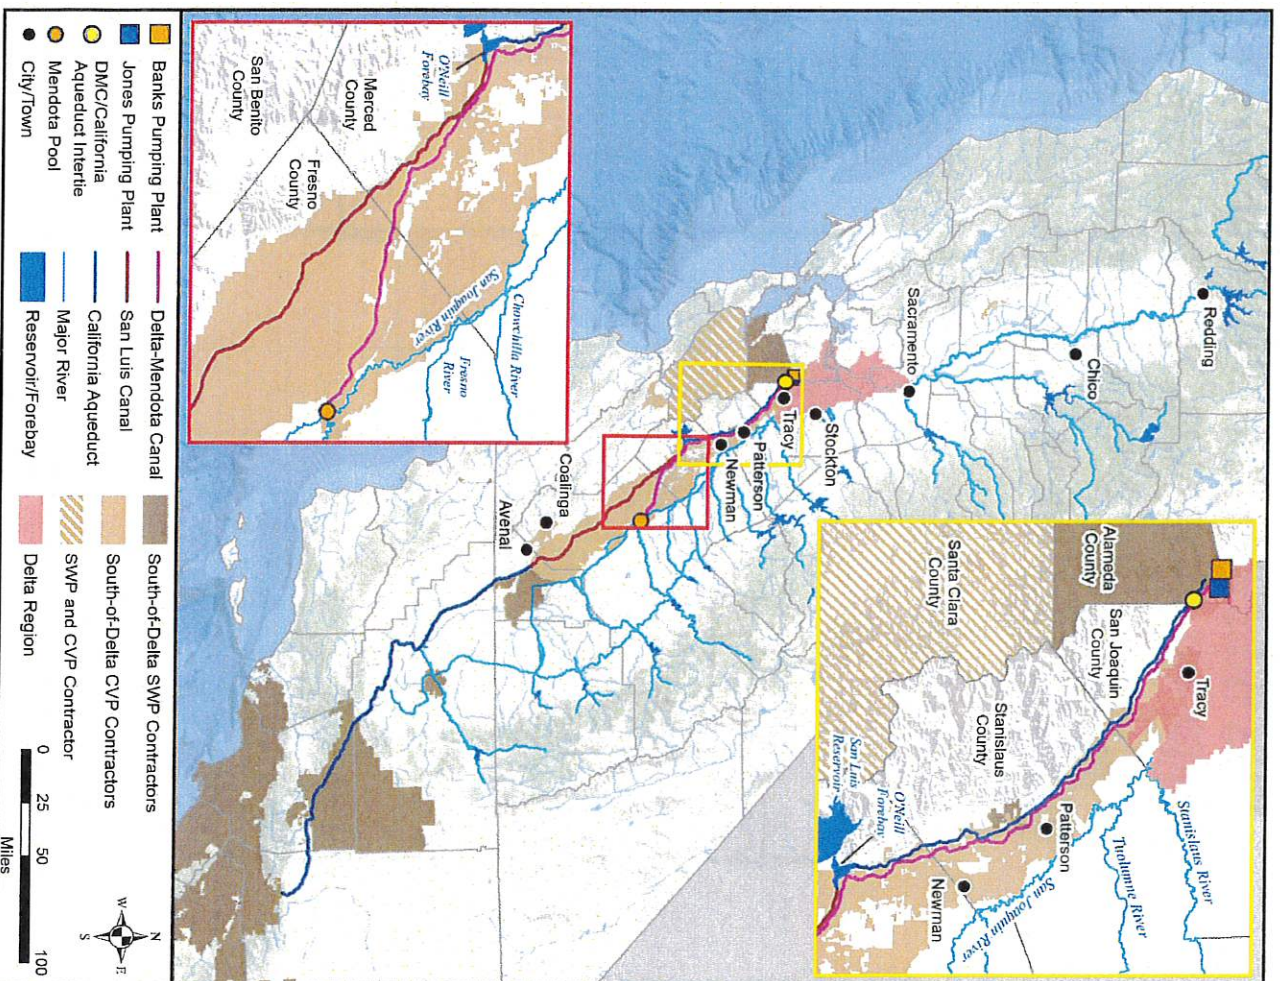 Redding
Chico
Sacramento
Stockton
Tracy
Patterson
Newman
Coalinga
Avenal
Alameda
County
Tracy
San Joaquin
County
Stanislaus River
Tuolumne River
Santa Clara
County
Stanislaus
County
Patterson
San Joaquin River
Newman
San Luis
Reservoir
O'Neill
Forebay
O'Neill
Forebay
Merced
County
San Benito
County
Fresno
County
Chowchilla River
San Joaquin River
Fresno
River
Banks Pumping Plant
Jones Pumping Plant
DMC/California
Aqueduct Intertie
Mendota Pool
City/Town
Delta-Mendota Canal
San Luis Canal
California Aqueduct
Major River
Reservoir/Forebay
South-of-Delta SWP Contractors
South-of-Delta CVP Contractors
SWP and CVP Contractor
Delta Region
0 25 50 100
Miles
N
W E
S